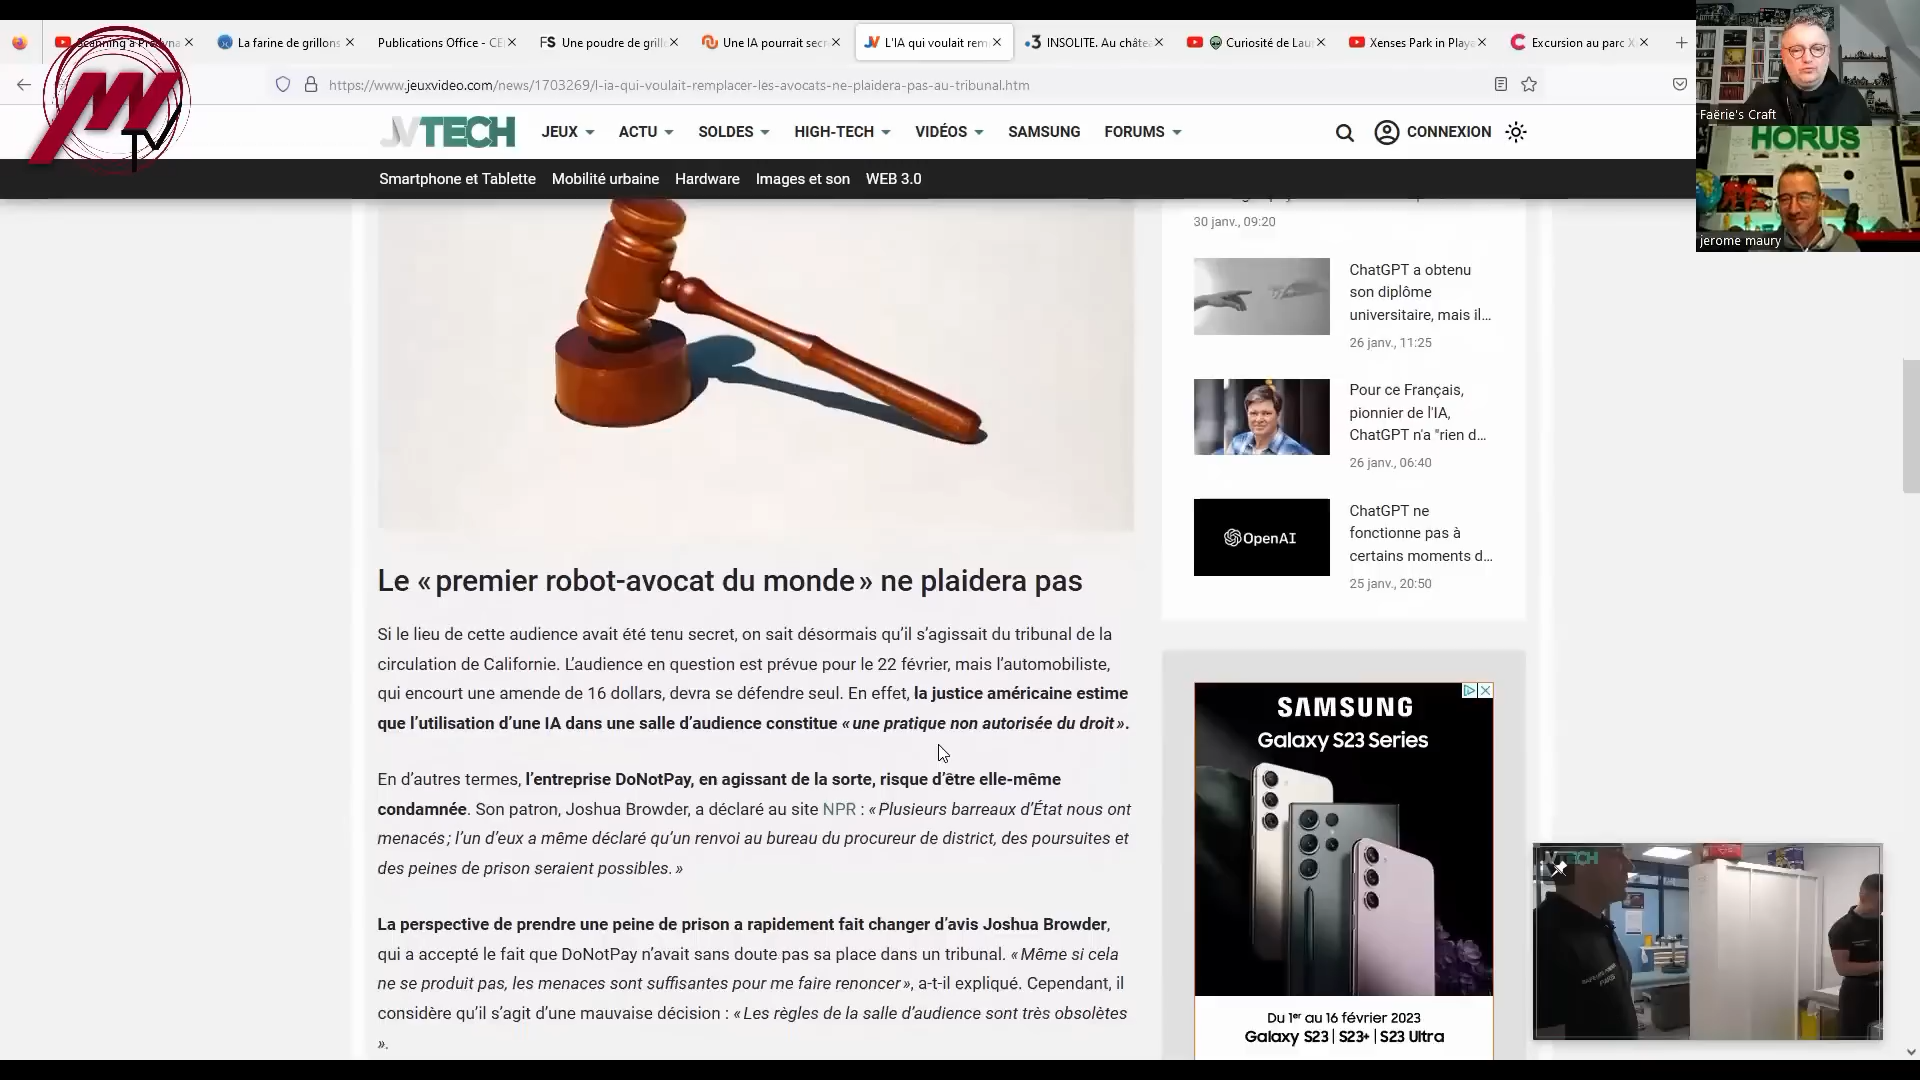 Scanning a Predyna
La farine de grillons
Publications Office - CE
Une poudre de grill
Une IA pourrait secr
L'IA qui voulait rem
INSOLITE. Au châte
Curiosité de Lau
Xenses Park in Playa
Excursion au parc X
https://www.jeuxvideo.com/news/1703269/l-ia-qui-voulait-remplacer-les-avocats-ne-plaidera-pas-au-tribunal.htm
MTV
JVTECH
JEUX
ACTU
SOLDES
HIGH-TECH
VIDÉOS
SAMSUNG
FORUMS
CONNEXION
Faërie's Craft
HORUS
jerome maury
Smartphone et Tablette
Mobilité urbaine
Hardware
Images et son
WEB 3.0
30 janv., 09:20
ChatGPT a obtenu
son diplôme
universitaire, mais il...
26 janv., 11:25
Pour ce Français,
pionnier de l'IA,
ChatGPT n'a "rien d...
26 janv., 06:40
OpenAI
ChatGPT ne
fonctionne pas à
certains moments d...
25 janv., 20:50
Le « premier robot-avocat du monde » ne plaidera pas
Si le lieu de cette audience avait été tenu secret, on sait désormais qu’il s’agissait du tribunal de la
circulation de Californie. L’audience en question est prévue pour le 22 février, mais l’automobiliste,
qui encourt une amende de 16 dollars, devra se défendre seul. En effet, la justice américaine estime
que l’utilisation d’une IA dans une salle d’audience constitue « une pratique non autorisée du droit ».
En d’autres termes, l’entreprise DoNotPay, en agissant de la sorte, risque d’être elle-même
condamnée. Son patron, Joshua Browder, a déclaré au site NPR : « Plusieurs barreaux d’État nous ont
menacés ; l’un d’eux a même déclaré qu’un renvoi au bureau du procureur de district, des poursuites et
des peines de prison seraient possibles. »
La perspective de prendre une peine de prison a rapidement fait changer d’avis Joshua Browder,
qui a accepté le fait que DoNotPay n’avait sans doute pas sa place dans un tribunal. « Même si cela
ne se produit pas, les menaces sont suffisantes pour me faire renoncer », a-t-il expliqué. Cependant, il
considère qu’il s’agit d’une mauvaise décision : « Les règles de la salle d’audience sont très obsolètes
».
SAMSUNG
Galaxy S23 Series
Du 1er au 16 février 2023
Galaxy S23 | S23+ | S23 Ultra
JVTECH